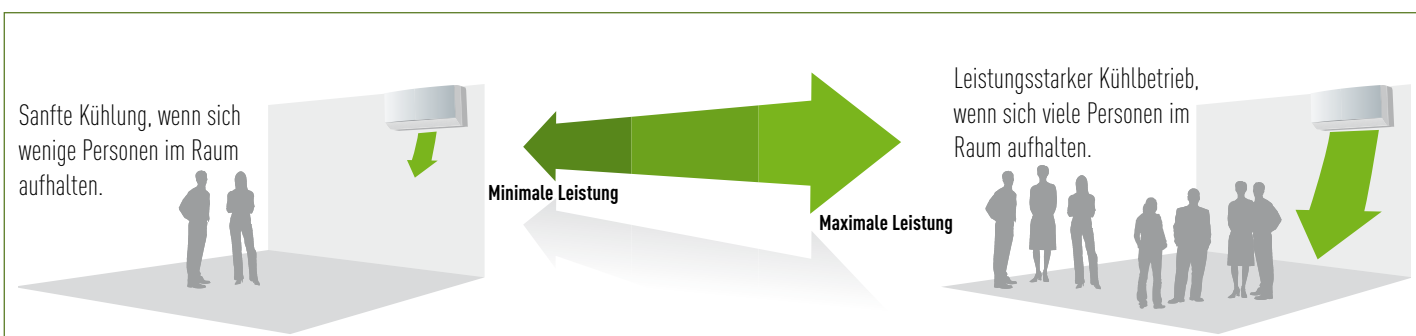 Sanfte Kühlung, wenn sich
wenige Personen im Raum
aufhalten.
Minimale Leistung
Maximale Leistung
Leistungsstarker Kühlbetrieb,
wenn sich viele Personen im
Raum aufhalten.